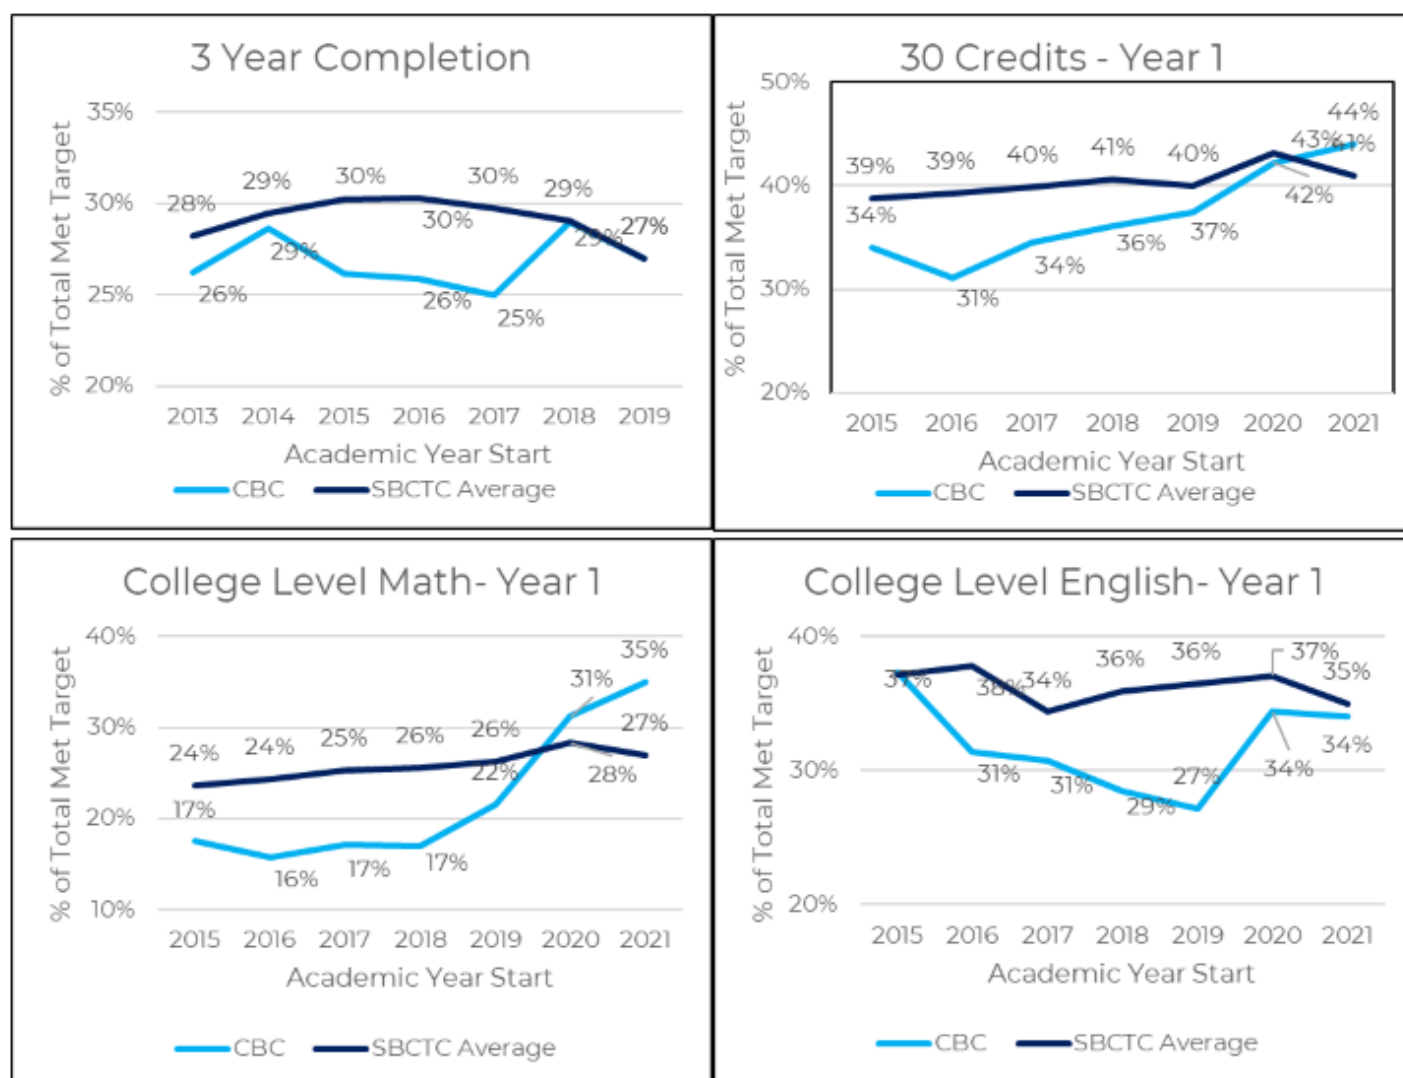 3 Year Completion
% of Total Met Target
35%
30%
25%
20%
28% 29% 30% 30% 30% 29% 27%
26% 29% 26% 25% 29% 27%
2013 2014 2015 2016 2017 2018 2019
Academic Year Start
CBC SBCTC Average
30 Credits - Year 1
% of Total Met Target
50%
40%
30%
20%
39% 39% 40% 41% 40% 43% 41%
34% 31% 34% 36% 37% 42% 44%
2015 2016 2017 2018 2019 2020 2021
Academic Year Start
CBC SBCTC Average
College Level Math- Year 1
% of Total Met Target
40%
30%
20%
10%
24% 24% 25% 26% 26% 28% 27%
17% 16% 17% 17% 22% 31% 35%
2015 2016 2017 2018 2019 2020 2021
Academic Year Start
CBC SBCTC Average
College Level English- Year 1
% of Total Met Target
40%
30%
20%
37% 38% 34% 36% 36% 37% 35%
31% 31% 29% 27% 34% 34%
2015 2016 2017 2018 2019 2020 2021
Academic Year Start
CBC SBCTC Average